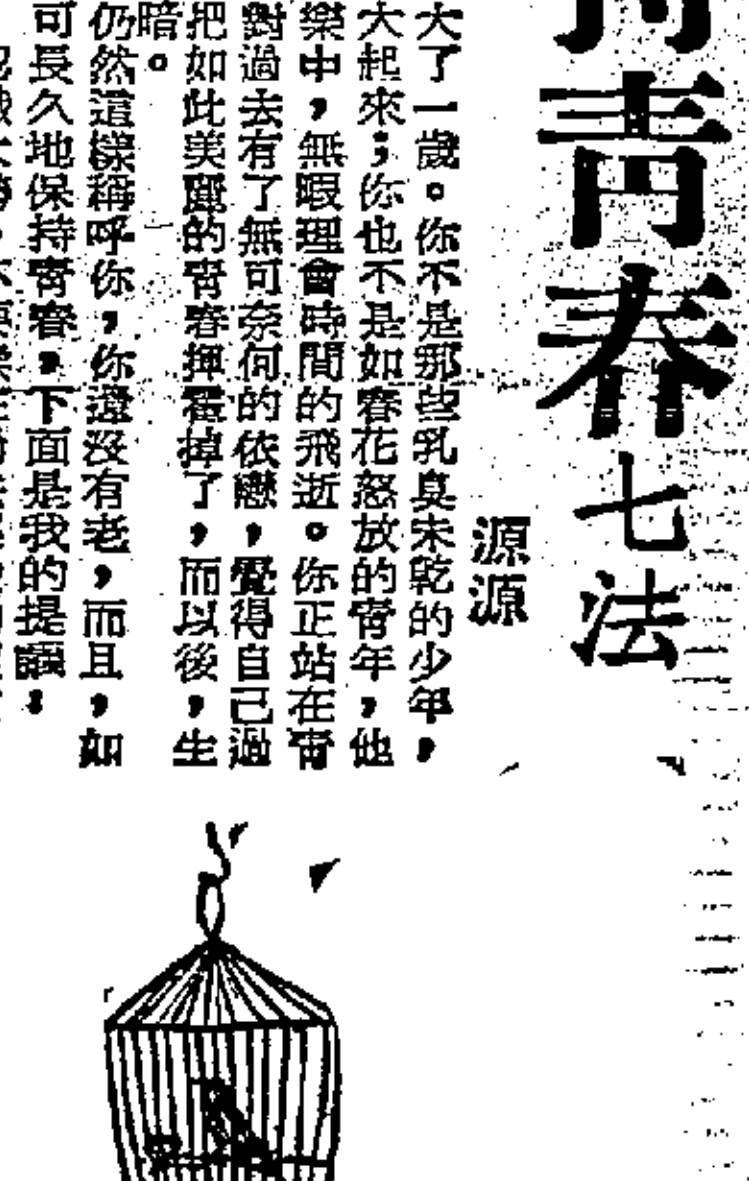 青春七法
源源
大了一歲。你不是那些乳臭未乾的少年，
大起來；你也不是如春花怒放的青年，他
樂中，無暇理會時間的飛逝。你正站在青
對過去有了無可奈何的依戀，覺得自己過
把如此美麗的青春揮霍掉了，而以後，生
暗。
仍然這樣稱呼你，你還沒有老，而且，如
可長久地保持青春，下面是我的提議：